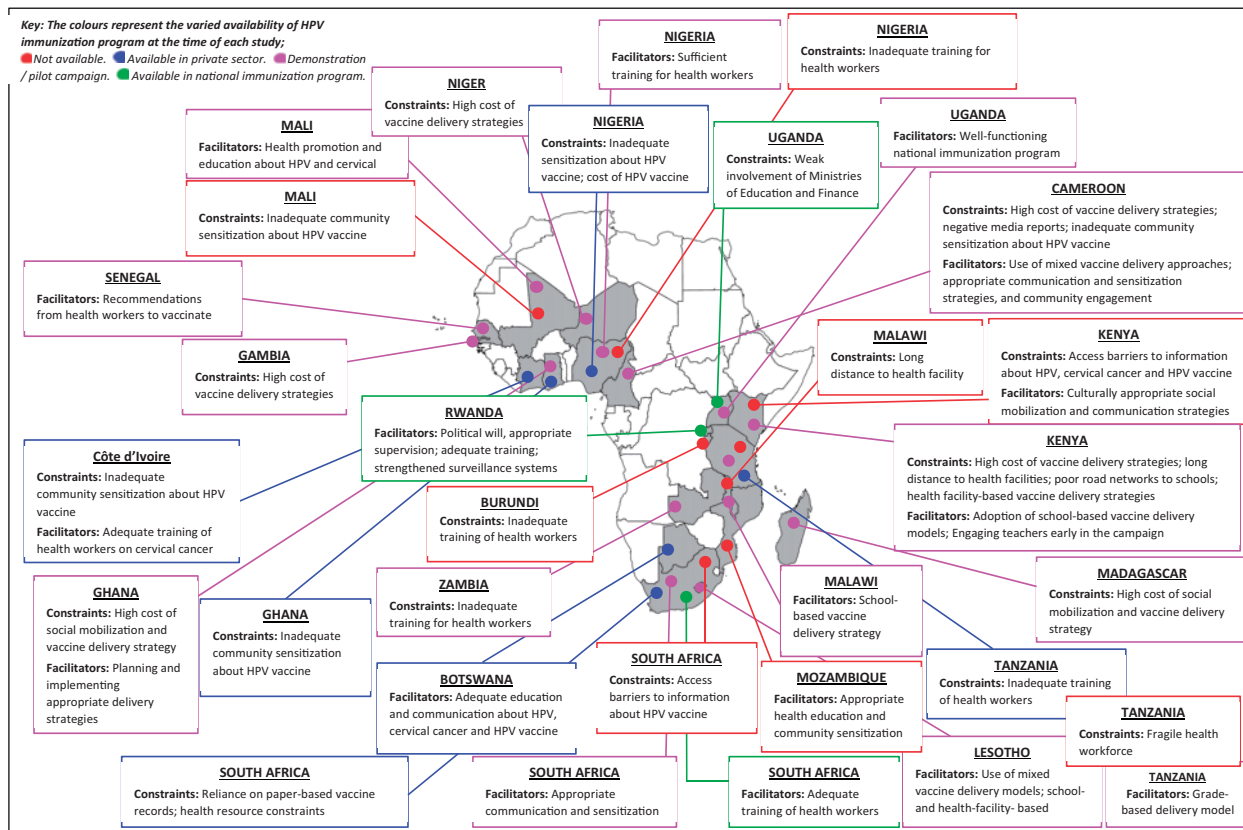 Key: The colours represent the varied availability of HPV
immunization program at the time of each study;
Not available. Available in private sector. Demonstration
/ pilot campaign. Available in national immunization program.
NIGERIA
Facilitators: Sufficient
training for health workers
NIGERIA
Constraints: Inadequate training for
health workers
NIGER
Constraints: High cost of
vaccine delivery strategies
MALI
Facilitators: Health promotion and
education about HPV and cervical
NIGERIA
Constraints: Inadequate
sensitization about HPV
vaccine; cost of HPV vaccine
UGANDA
Constraints: Weak
involvement of Ministries
of Education and Finance
UGANDA
Facilitators: Well-functioning
national immunization program
MALI
Constraints: Inadequate community
sensitization about HPV vaccine
CAMEROON
Constraints: High cost of vaccine delivery strategies;
negative media reports; inadequate community
sensitization about HPV vaccine
Facilitators: Use of mixed vaccine delivery approaches;
appropriate communication and sensitization
strategies, and community engagement
SENEGAL
Facilitators: Recommendations
from health workers to vaccinate
GAMBIA
Constraints: High cost of
vaccine delivery strategies
MALAWI
Constraints: Long
distance to health facility
KENYA
Constraints: Access barriers to information
about HPV, cervical cancer and HPV vaccine
Facilitators: Culturally appropriate social
mobilization and communication strategies
RWANDA
Facilitators: Political will, appropriate
supervision; adequate training;
strengthened surveillance systems
KENYA
Constraints: High cost of vaccine delivery strategies; long
distance to health facilities; poor road networks to schools;
health facility-based vaccine delivery strategies
Facilitators: Adoption of school-based vaccine delivery
models; Engaging teachers early in the campaign
Côte d'Ivoire
Constraints: Inadequate
community sensitization about HPV
vaccine
Facilitators: Adequate training of
health workers on cervical cancer
BURUNDI
Constraints: Inadequate
training of health workers
ZAMBIA
Constraints: Inadequate
training for health workers
MALAWI
Facilitators: School-
based vaccine delivery
strategy
MADAGASCAR
Constraints: High cost of social
mobilization and vaccine delivery
strategy
GHANA
Constraints: High cost of
social mobilization and
vaccine delivery strategy
Facilitators: Planning and
implementing
appropriate delivery
strategies
GHANA
Constraints: Inadequate
community sensitization
about HPV vaccine
BOTSWANA
Facilitators: Adequate education
and communication about HPV,
cervical cancer and HPV vaccine
SOUTH AFRICA
Constraints: Access
barriers to information
about HPV vaccine
MOZAMBIQUE
Facilitators: Appropriate
health education and
community sensitization
TANZANIA
Constraints: Inadequate training
of health workers
TANZANIA
Constraints: Fragile health
workforce
SOUTH AFRICA
Constraints: Reliance on paper-based vaccine
records; health resource constraints
SOUTH AFRICA
Facilitators: Appropriate
communication and sensitization
SOUTH AFRICA
Facilitators: Adequate
training of health workers
LESOTHO
Facilitators: Use of mixed
vaccine delivery models; school-
and health-facility- based
TANZANIA
Facilitators: Grade-
based delivery model